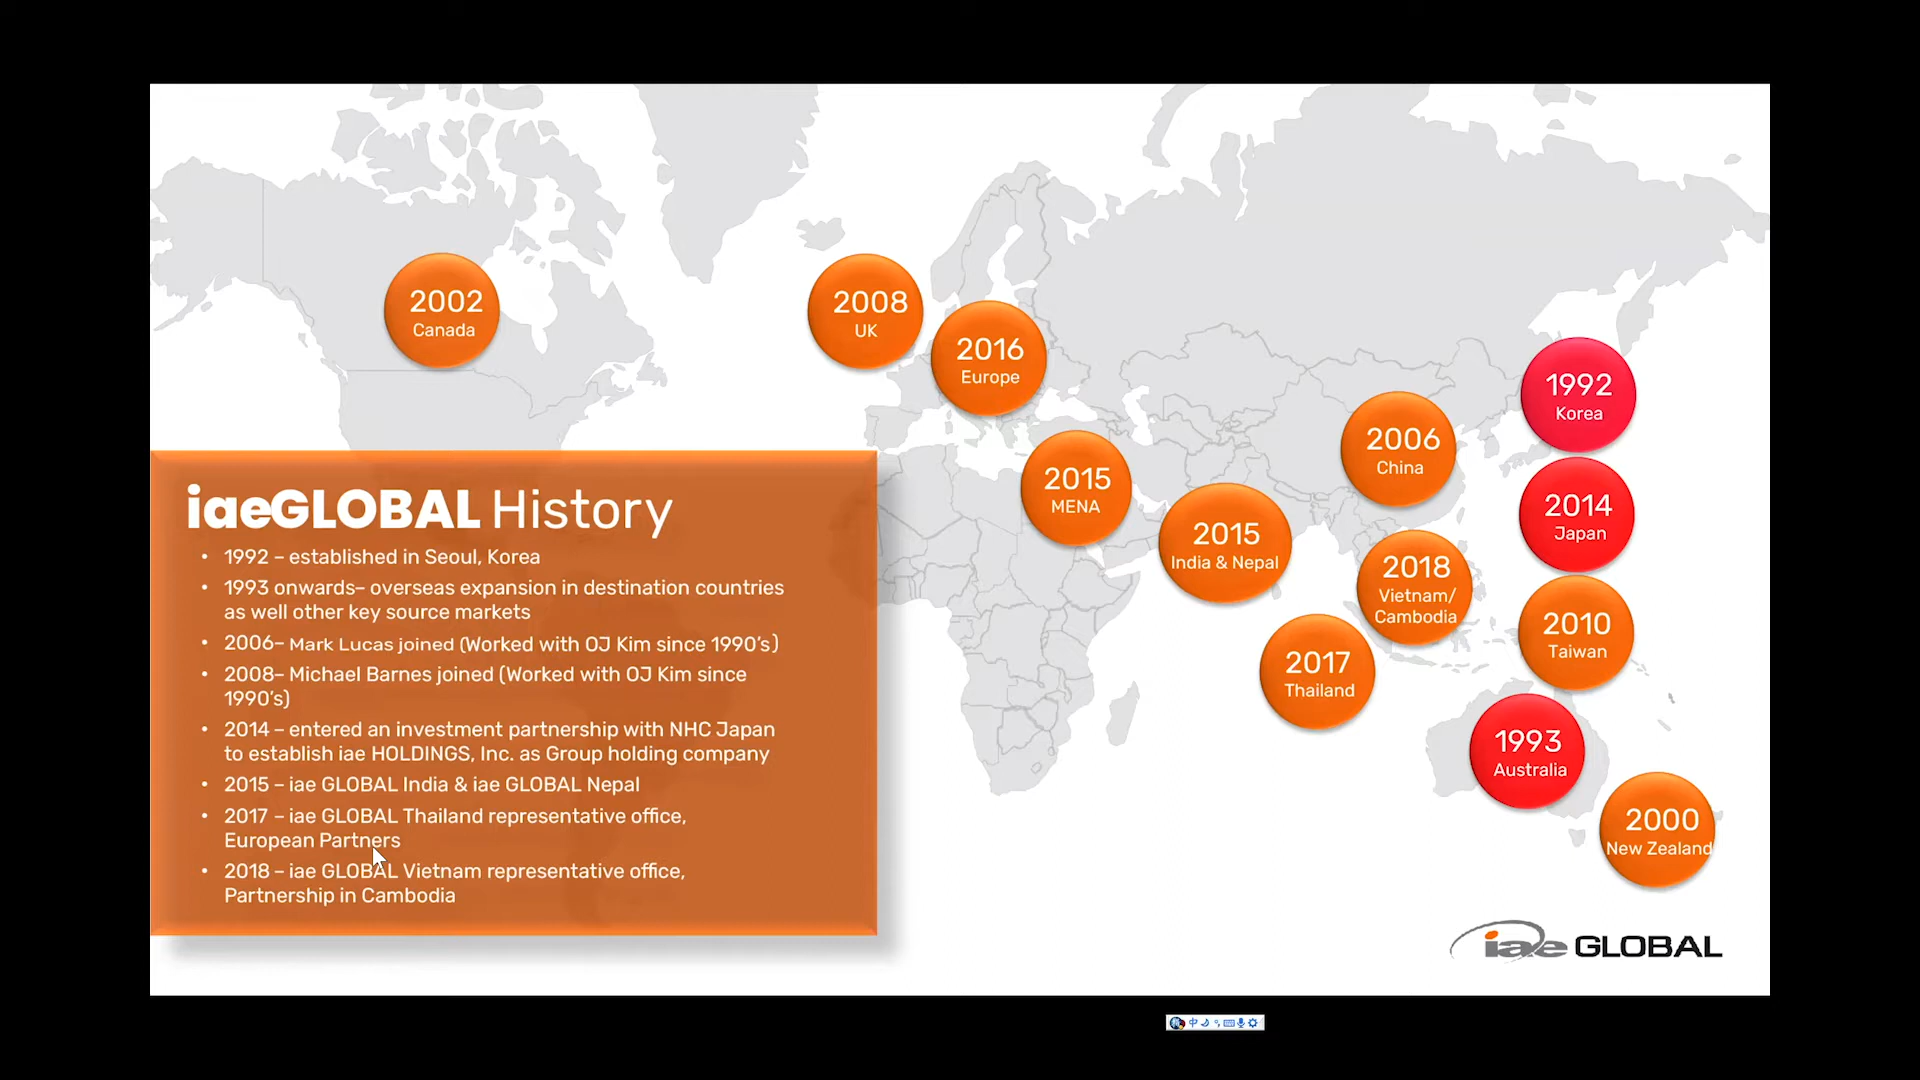 2002
Canada
2008
UK
2016
Europe
1992
Korea
2006
China
2015
MENA
2014
Japan
2015
India & Nepal
2018
Vietnam/
Cambodia
2010
Taiwan
2017
Thailand
1993
Australia
2000
New Zealand
iaeGLOBAL History
• 1992 – established in Seoul, Korea
• 1993 onwards– overseas expansion in destination countries
as well other key source markets
• 2006– Mark Lucas joined (Worked with OJ Kim since 1990's)
• 2008– Michael Barnes joined (Worked with OJ Kim since
1990's)
• 2014 – entered an investment partnership with NHC Japan
to establish iae HOLDINGS, Inc. as Group holding company
• 2015 – iae GLOBAL India & iae GLOBAL Nepal
• 2017 – iae GLOBAL Thailand representative office,
European Partners
• 2018 – iae GLOBAL Vietnam representative office,
Partnership in Cambodia
iae GLOBAL
中